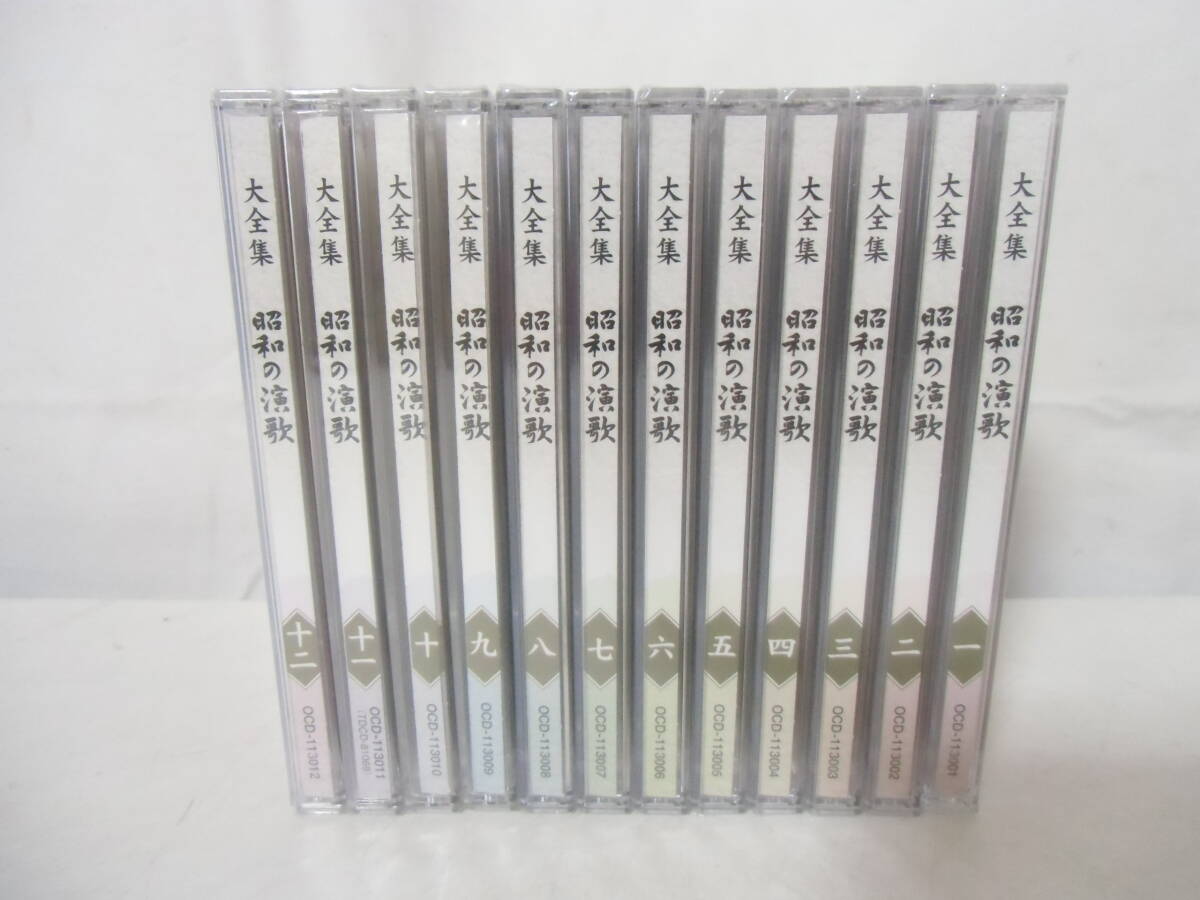 大全集 昭和の演歌 十二 OCD-113012
大全集 昭和の演歌 十一 OCD-113011
(TDCD-81069)
大全集 昭和の演歌 十 OCD-113010
大全集 昭和の演歌 九 OCD-113009
大全集 昭和の演歌 八 OCD-113008
大全集 昭和の演歌 七 OCD-113007
大全集 昭和の演歌 六 OCD-113006
大全集 昭和の演歌 五 OCD-113005
大全集 昭和の演歌 四 OCD-113004
大全集 昭和の演歌 三 OCD-113003
大全集 昭和の演歌 二 OCD-113002
大全集 昭和の演歌 一 OCD-113001